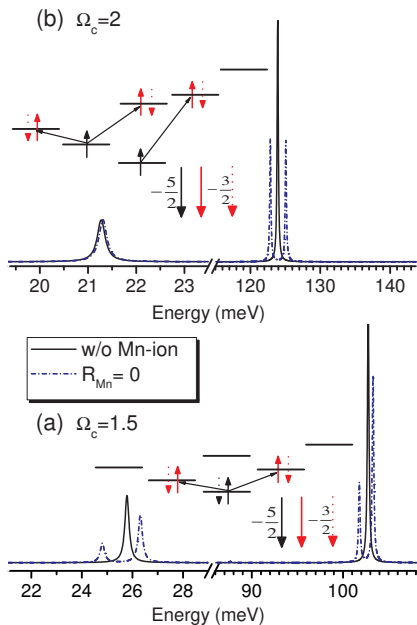 (b) Ω_c=2
−5/2 −3/2
20 21 22 23 120 130 140
Energy (meV)
w/o Mn-ion
R_Mn= 0
(a) Ω_c=1.5
−5/2 −3/2
22 24 26 28 90 100
Energy (meV)